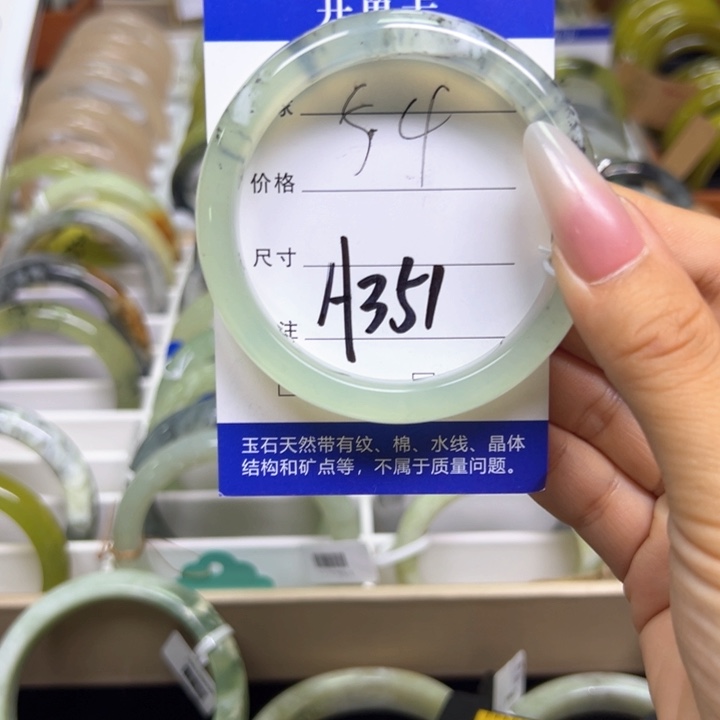 54
价格
尺寸
H351
注
玉石天然带有纹、棉、水线、晶体
结构和矿点等，不属于质量问题。